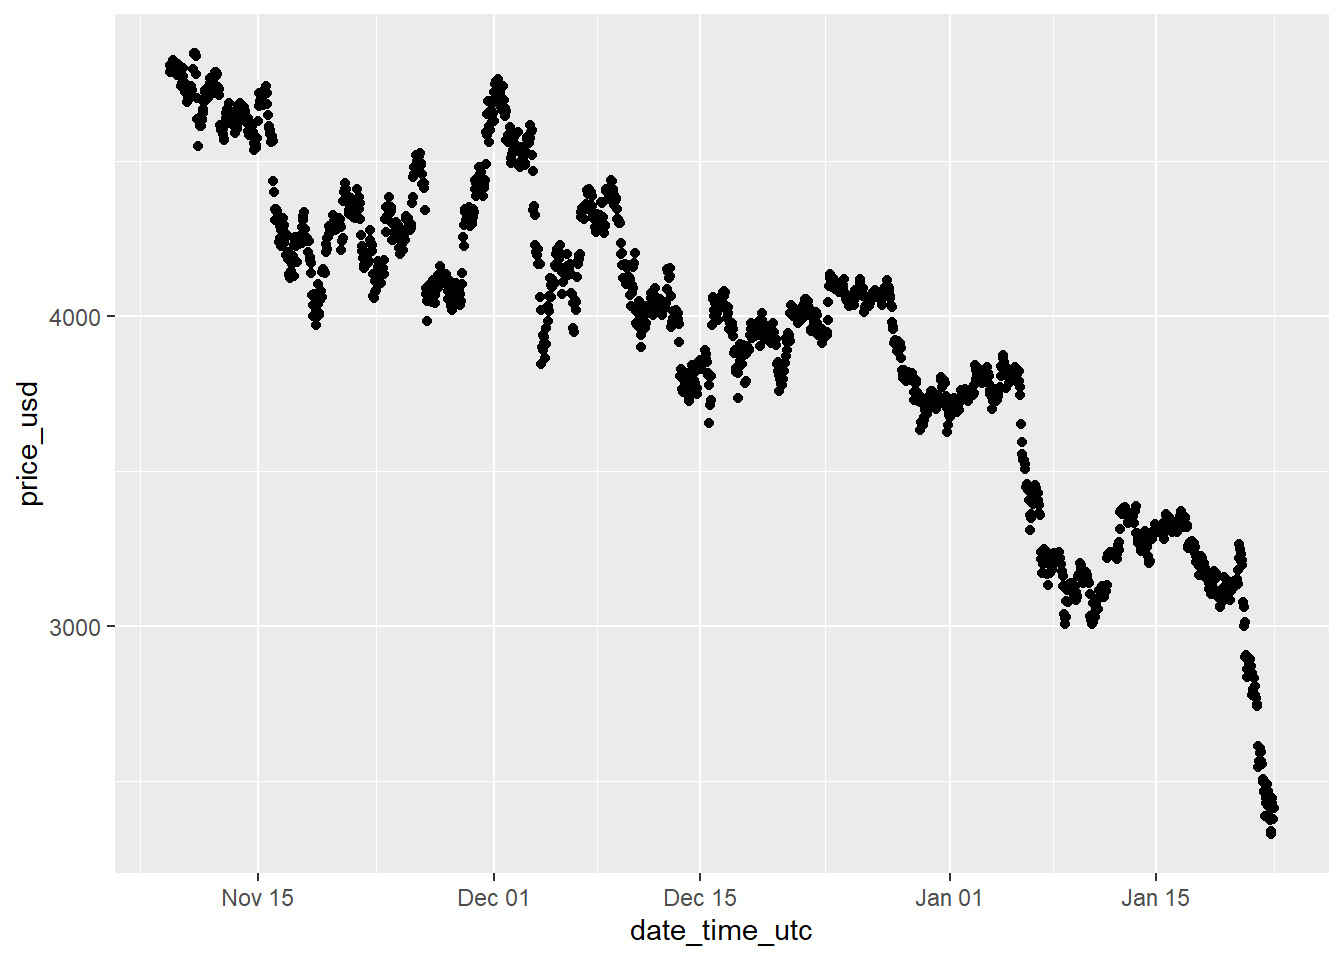 price_usd
4000
3000
Nov 15
Dec 01
Dec 15
Jan 01
Jan 15
date_time_utc